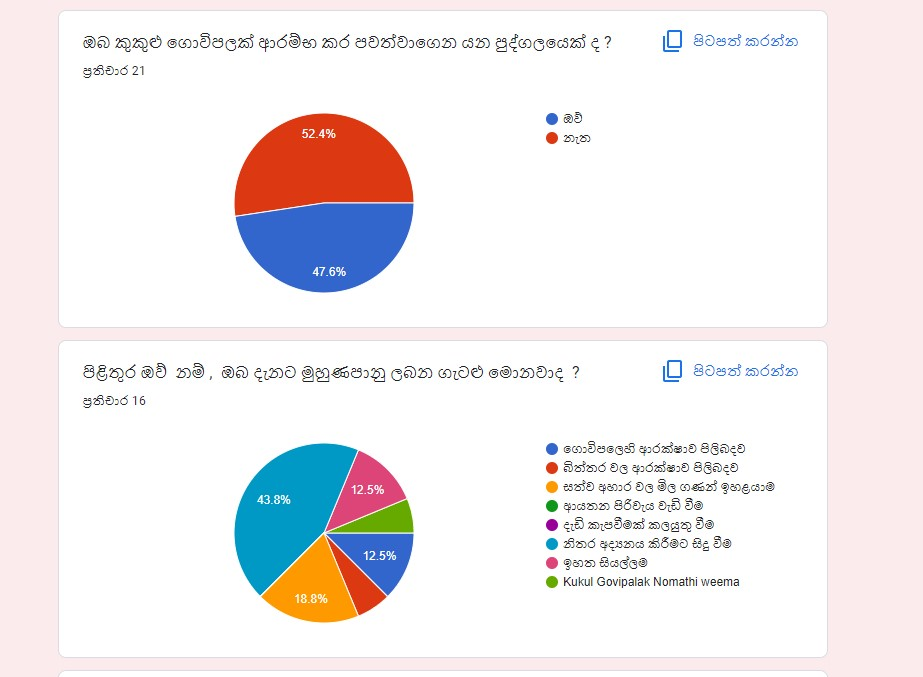 ඔබ කුකුළු ගොවිපලක් ආරම්භ කර පවත්වාගෙන යන පුද්ගලයෙක් ද ?
පිටපත් කරන්න
ප්‍රතිචාර 21
52.4%
47.6%
ඔව්
නැත
පිළිතුර ඔව් නම් , ඔබ දැනට මුහුණපානු ලබන ගැටළු මොනවාද ?
පිටපත් කරන්න
ප්‍රතිචාර 16
43.8%
12.5%
12.5%
18.8%
ගොවිපලෙහි ආරක්ෂාව පිලිබදව
බිත්තර වල ආරක්ෂාව පිලිබදව
සත්ව අහාර වල මිල ගණන් ඉහළයාම
ආයතන පිරිවැය වැඩි වීම
දැඩි කැපවීමක් කලයුතු වීම
නිතර අද්‍යනය කිරීමට සිදු වීම
ඉහත සියල්ලම
Kukul Govipalak Nomathi weema